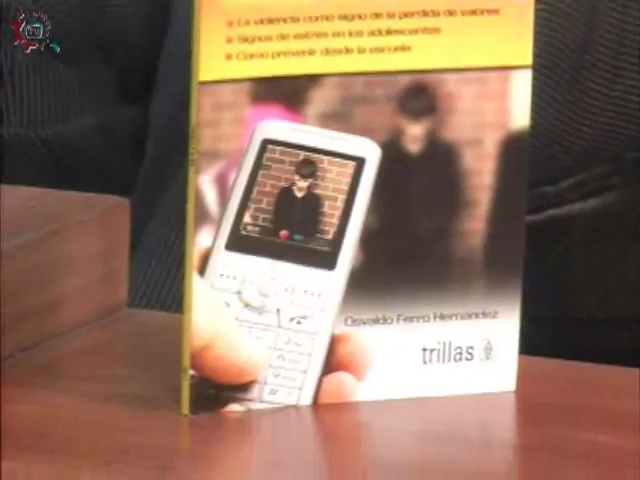 La violencia como signo de la pérdida de valores
Signos de estrés en los adolescentes
Como prevenir desde la escuela
Osvaldo Ferro Hernández
trillas